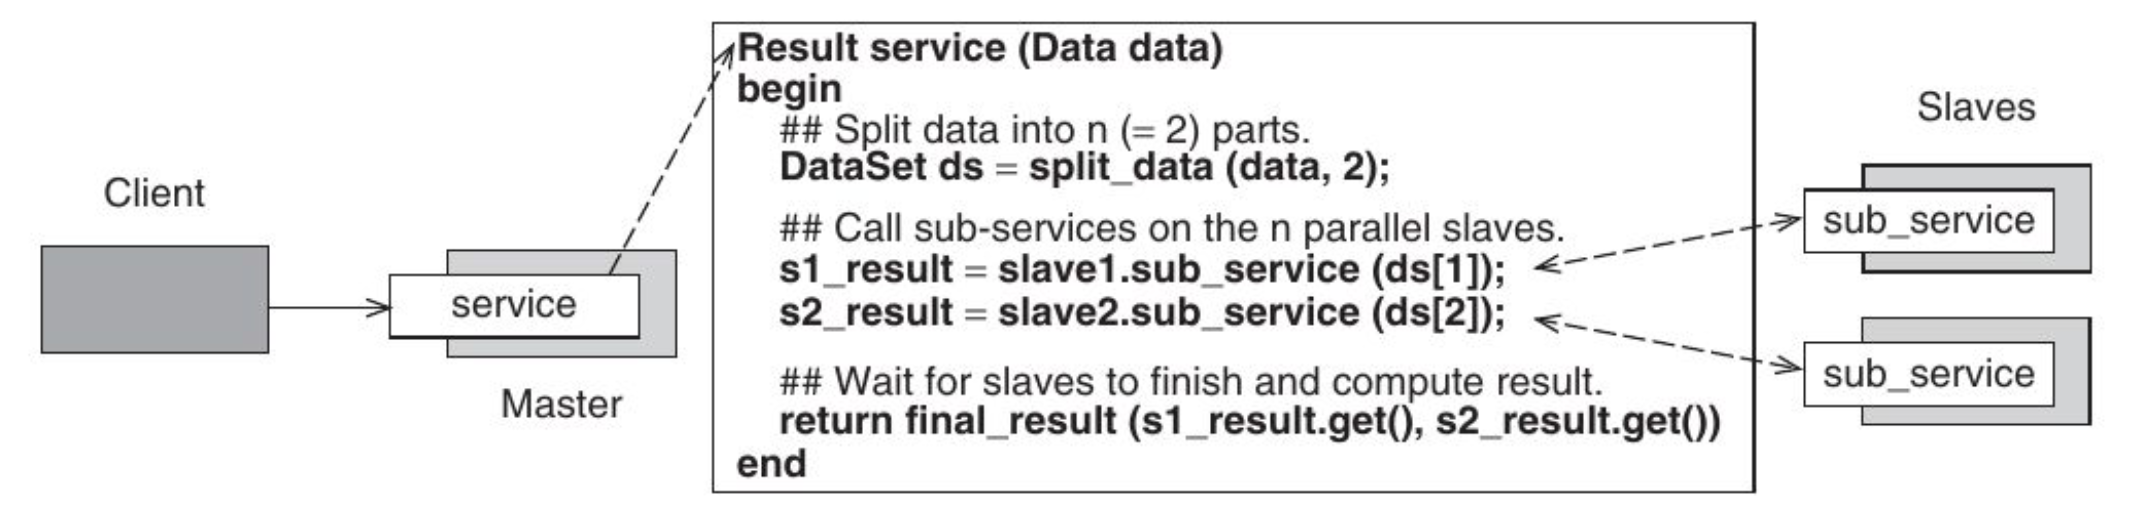 Client
service
Master
Result service (Data data)
begin
## Split data into n (= 2) parts.
DataSet ds = split_data (data, 2);
## Call sub-services on the n parallel slaves.
s1_result = slave1.sub_service (ds[1]);
s2_result = slave2.sub_service (ds[2]);
## Wait for slaves to finish and compute result.
return final_result (s1_result.get(), s2_result.get())
end
Slaves
sub_service
sub_service